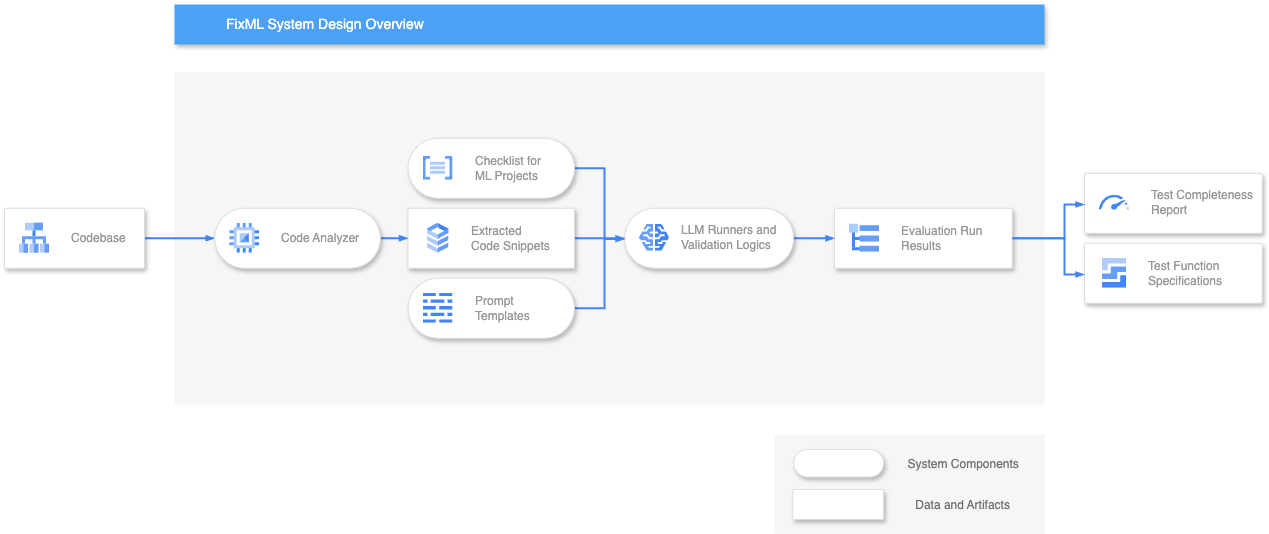 FixML System Design Overview
Codebase
Code Analyzer
Checklist for
ML Projects
Extracted
Code Snippets
Prompt
Templates
LLM Runners and
Validation Logics
Evaluation Run
Results
Test Completeness
Report
Test Function
Specifications
System Components
Data and Artifacts